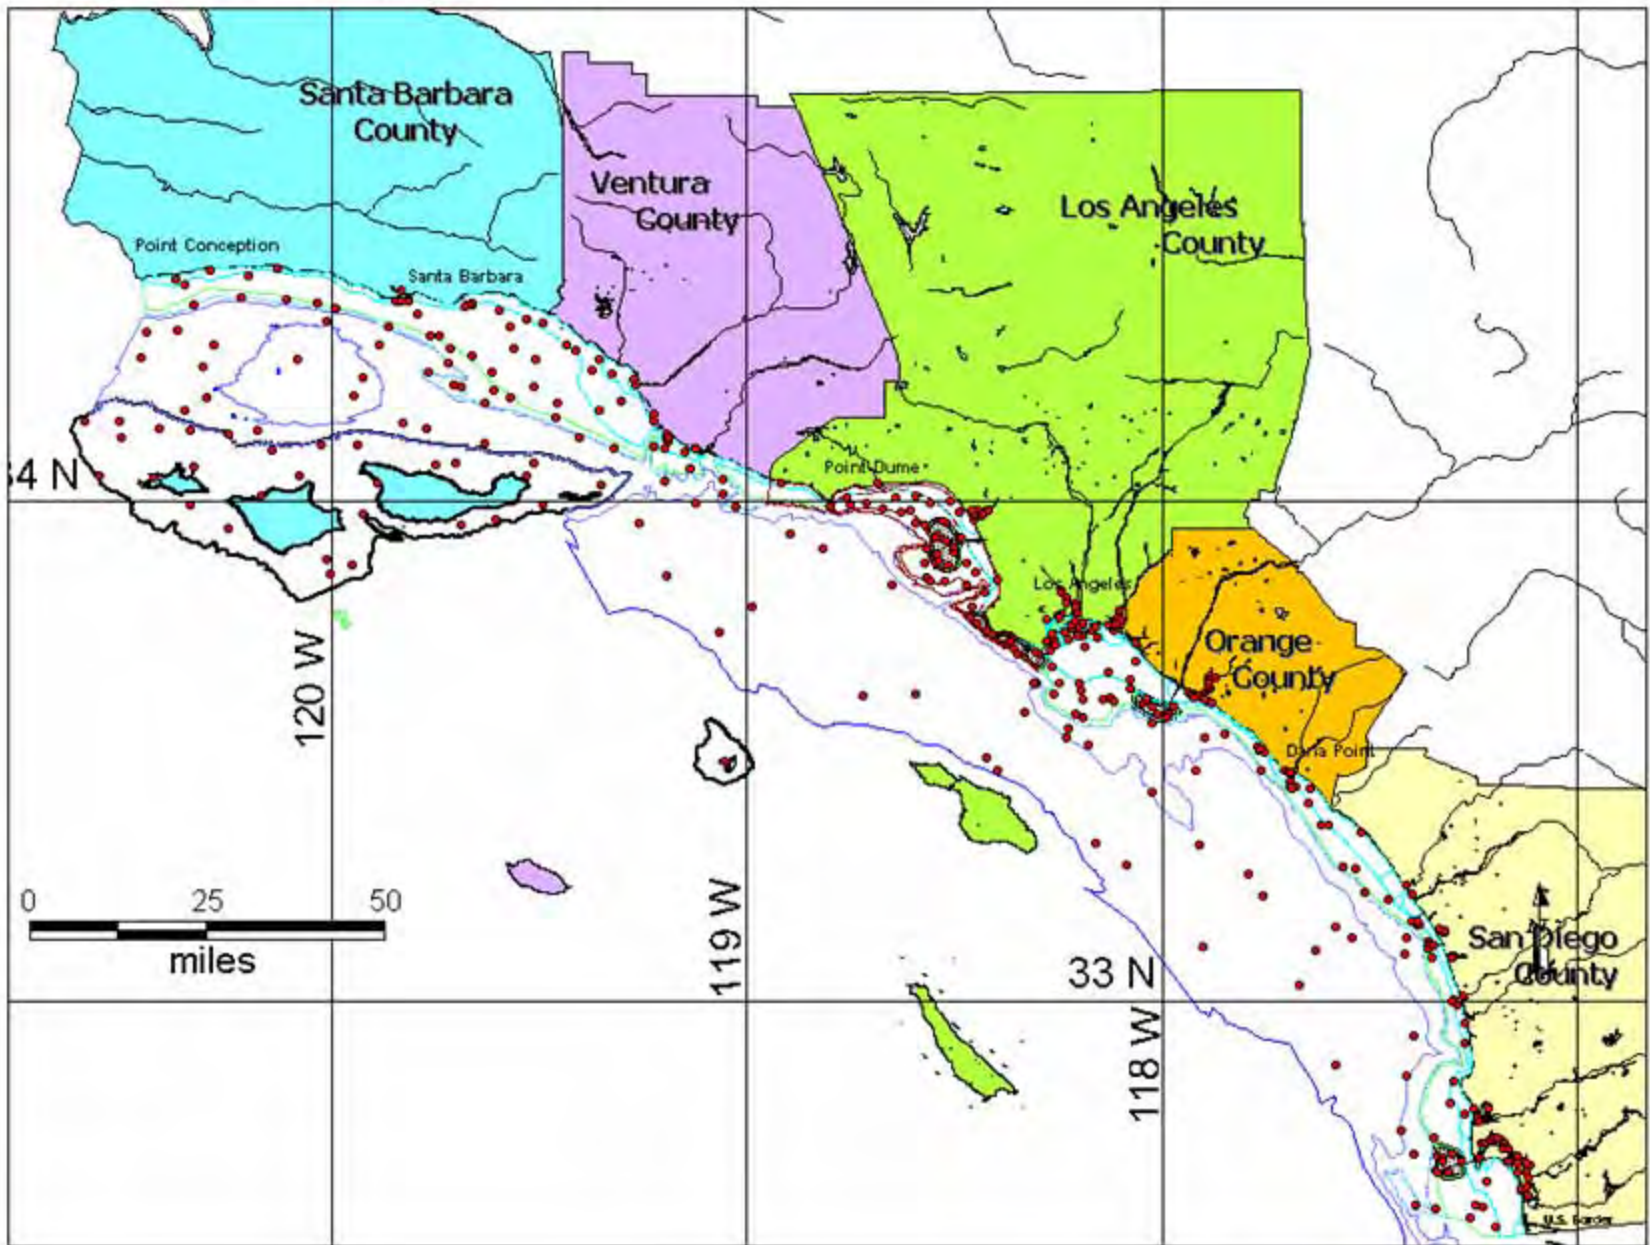 Santa Barbara
County
Ventura
County
Los Angeles
County
Point Conception
Santa Barbara
Point Dume
4 N
Los Angeles
Orange
County
120 W
Dana Point
0 25 50
miles
119 W
San Diego
County
33 N
118 W
U.S. Border